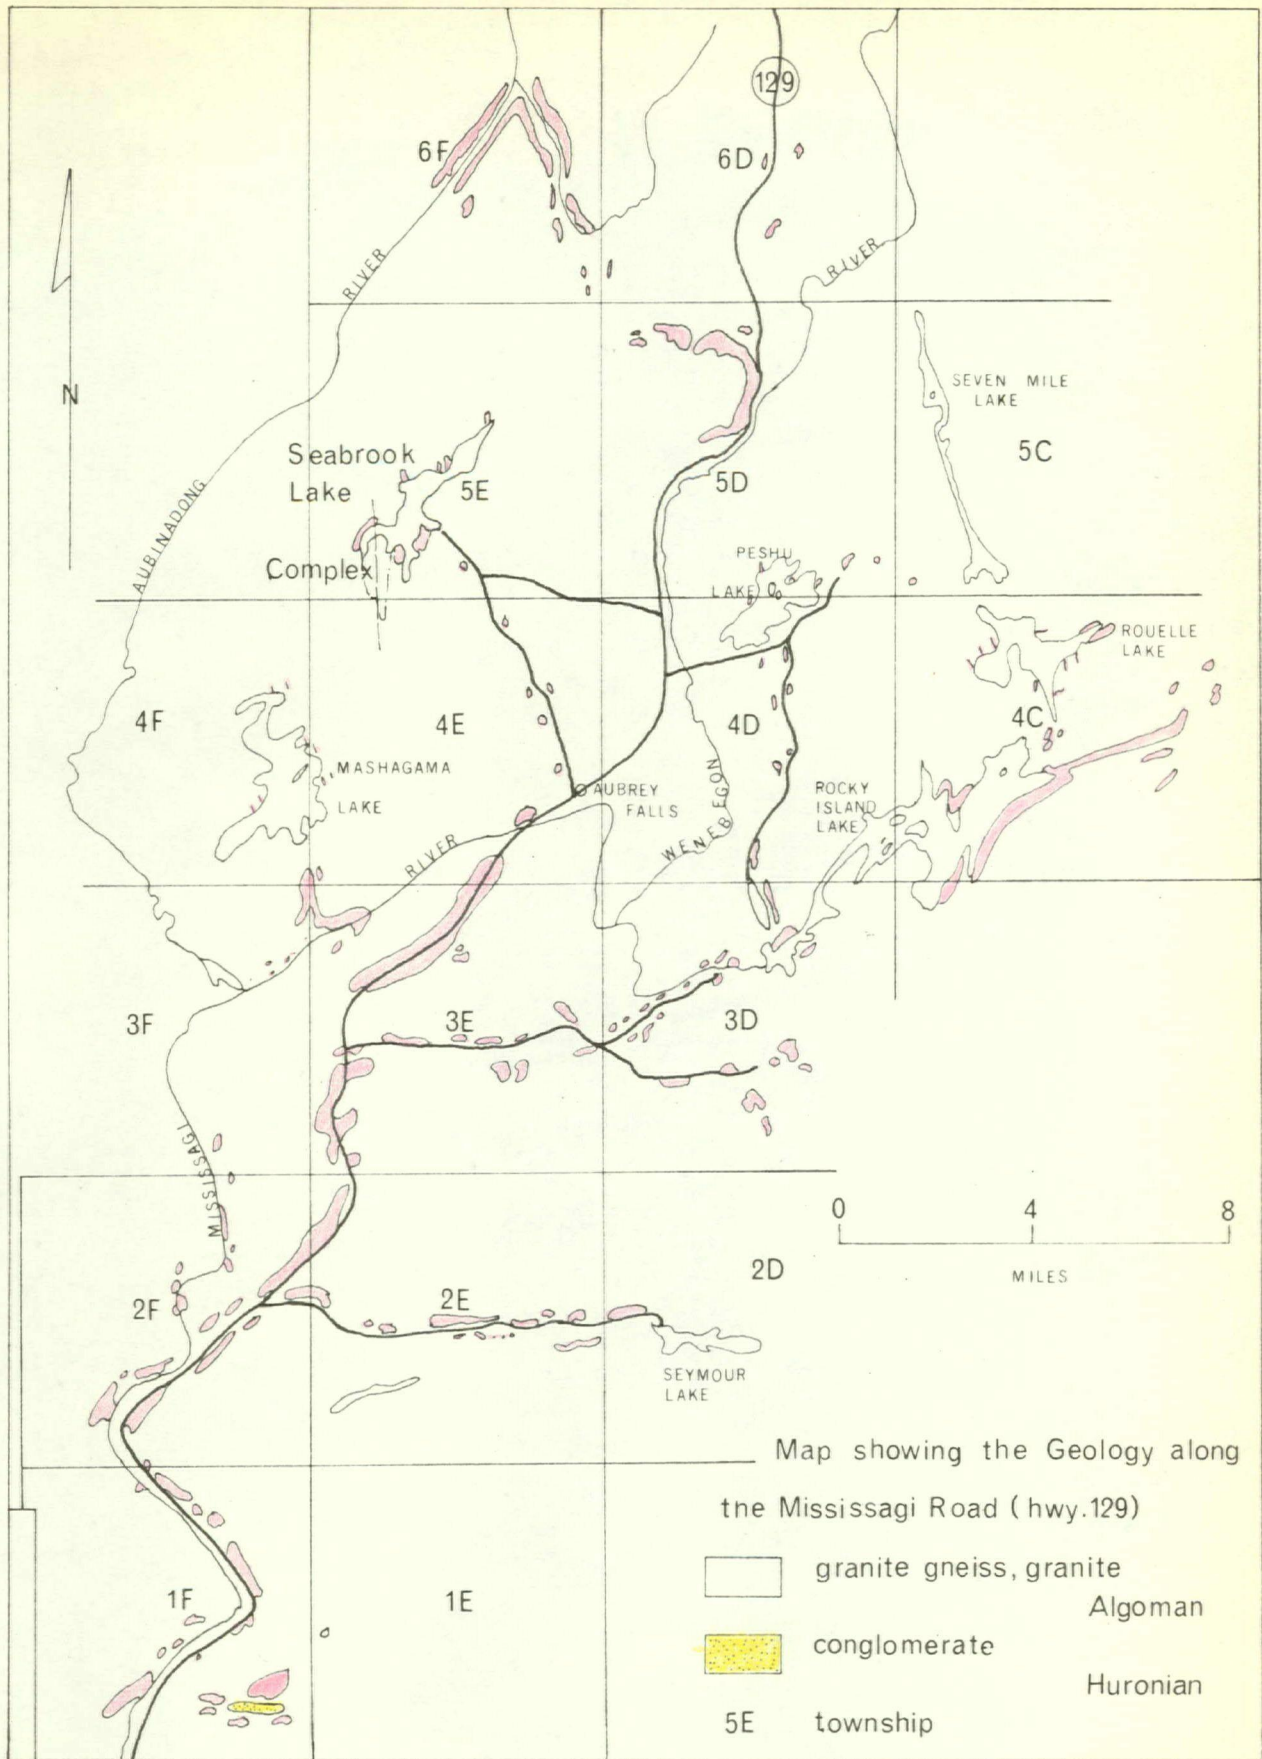 129
6F
6D
RIVER
RIVER
N
SEVEN MILE
LAKE
5C
Seabrook
Lake
5E
5D
AUBINADONG
PESHU
LAKE
Complex
ROUELLE
LAKE
4F
4E
4D
4C
MASHAGAMA
LAKE
AUBREY
FALLS
ROCKY
ISLAND
LAKE
WENEBEGON
RIVER
3F
3E
3D
MISSISSAGI
0 4 8
MILES
2D
2F
2E
SEYMOUR
LAKE
Map showing the Geology along
the Mississagi Road (hwy.129)
granite gneiss, granite
Algoman
1F
1E
conglomerate
Huronian
5E township